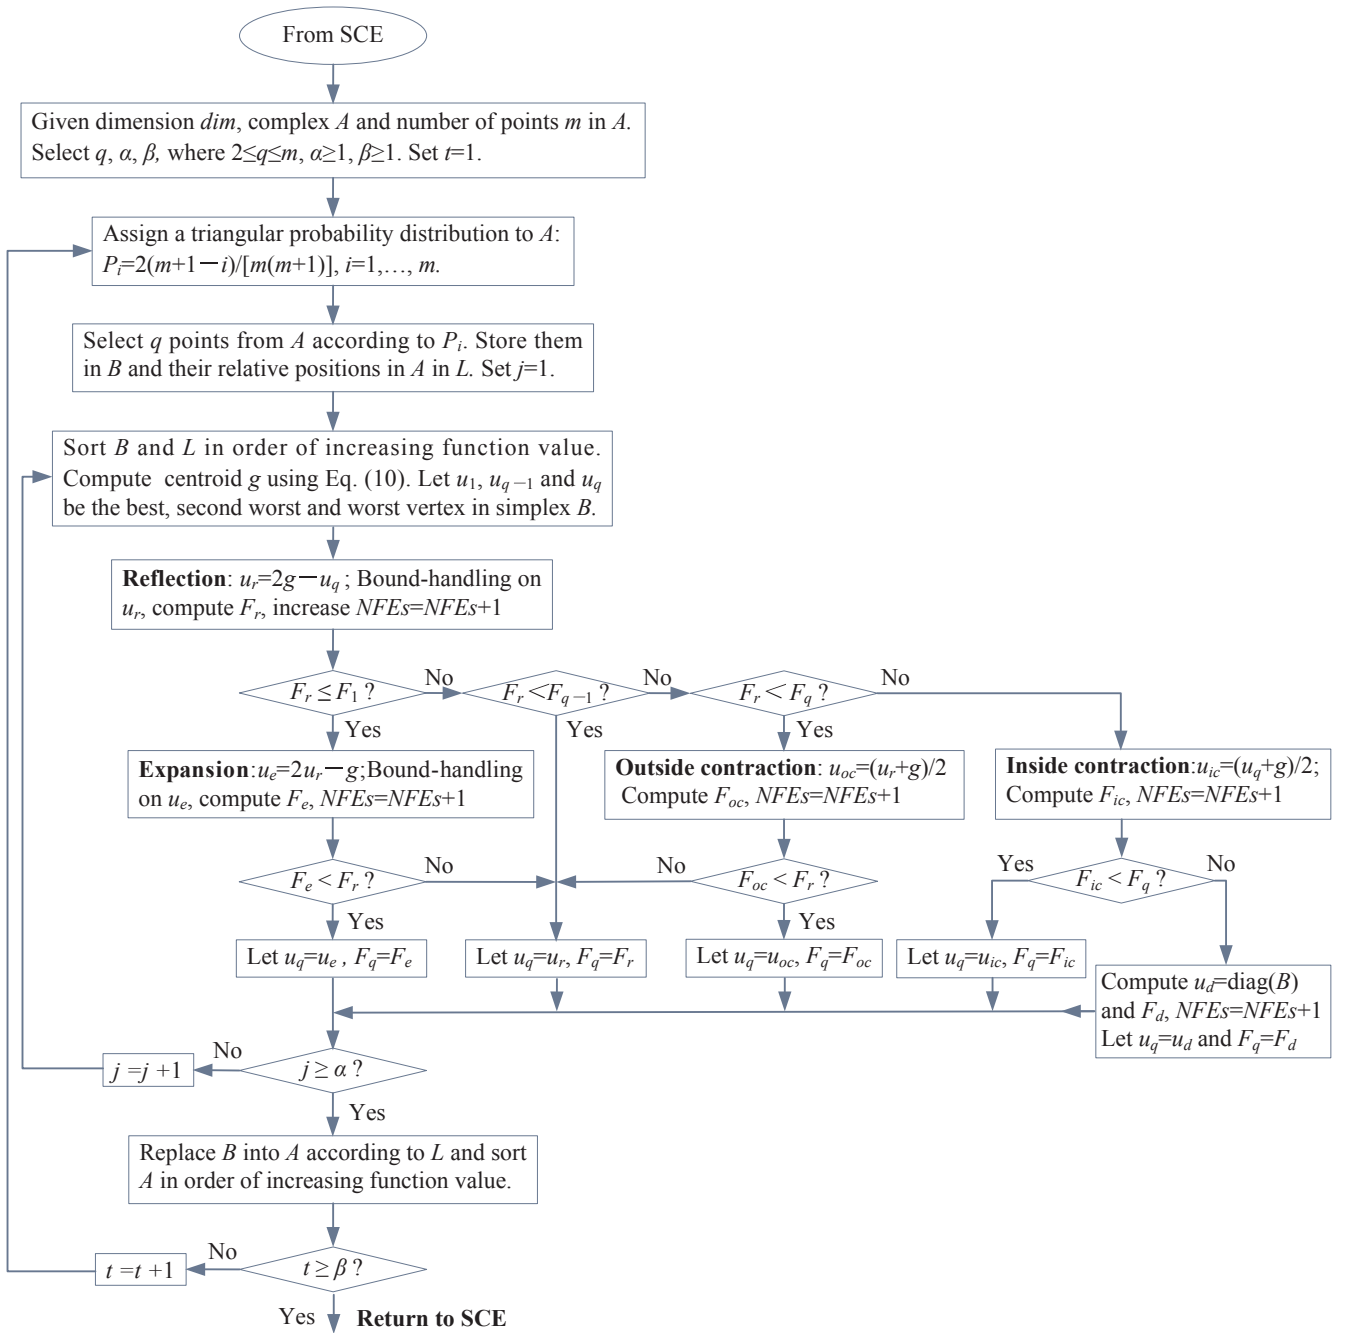 From SCE
Given dimension dim, complex A and number of points m in A.
Select q, α, β, where 2≤q≤m, α≥1, β≥1. Set t=1.
Assign a triangular probability distribution to A:
Pi=2(m+1−i)/[m(m+1)], i=1,…, m.
Select q points from A according to Pi. Store them
in B and their relative positions in A in L. Set j=1.
Sort B and L in order of increasing function value.
Compute centroid g using Eq. (10). Let u1, uq−1 and uq
be the best, second worst and worst vertex in simplex B.
Reflection: ur=2g−uq; Bound-handling on
ur, compute Fr, increase NFEs=NFEs+1
Fr ≤ F1 ?
No
Fr <Fq−1 ?
No
Fr < Fq ?
No
Yes
Yes
Yes
Expansion:ue=2ur−g;Bound-handling
on ue, compute Fe, NFEs=NFEs+1
Outside contraction: uoc=(ur+g)/2
Compute Foc, NFEs=NFEs+1
Inside contraction:uic=(uq+g)/2;
Compute Fic, NFEs=NFEs+1
Fe < Fr ?
No
No
Foc < Fr ?
Yes
Fic < Fq ?
No
Yes
Yes
Let uq=ue , Fq=Fe
Let uq=ur, Fq=Fr
Let uq=uoc, Fq=Foc
Let uq=uic, Fq=Fic
Compute ud=diag(B)
and Fd, NFEs=NFEs+1
Let uq=ud and Fq=Fd
j =j +1
No
j ≥ α ?
Yes
Replace B into A according to L and sort
A in order of increasing function value.
t =t +1
No
t ≥ β ?
Yes
Return to SCE